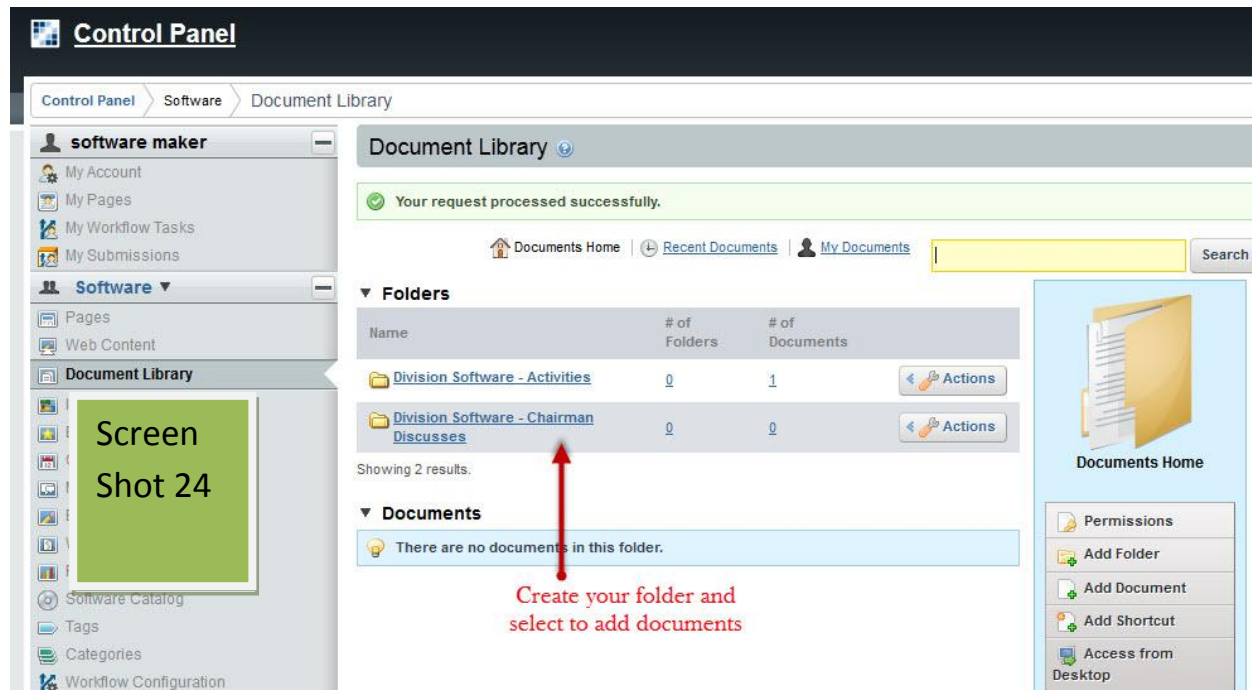 Control Panel
Control Panel Software Document Library
software maker
My Account
My Pages
My Workflow Tasks
My Submissions
Software ▼
Pages
Web Content
Document Library
Software Catalog
Tags
Categories
Workflow Configuration
Screen
Shot 24
Document Library
Your request processed successfully.
Documents Home | Recent Documents | My Documents
Search
▼ Folders
Name # of Folders # of Documents
Division Software - Activities 0 1 Actions
Division Software - Chairman
Discusses 0 0 Actions
Showing 2 results.
▼ Documents
There are no documents in this folder.
Create your folder and
select to add documents
Documents Home
Permissions
Add Folder
Add Document
Add Shortcut
Access from
Desktop